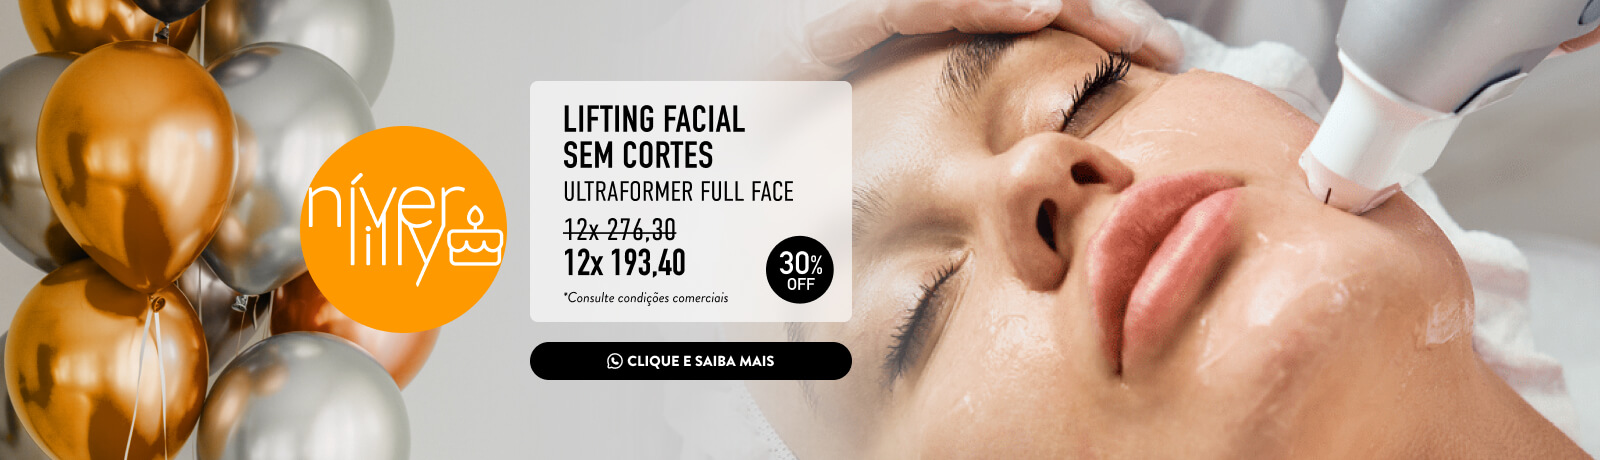 níver
lilly
LIFTING FACIAL
SEM CORTES
ULTRAFORMER FULL FACE
12x 276,30
12x 193,40
30%
OFF
*Consulte condições comerciais
CLIQUE E SAIBA MAIS